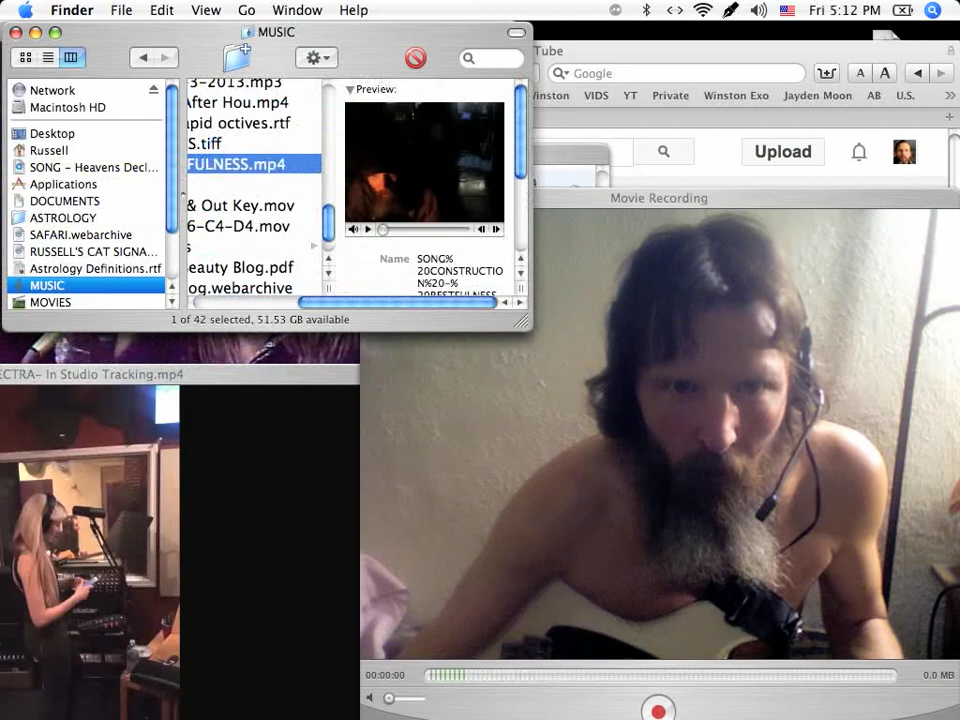 Finder File Edit View Go Window Help Fri 5:12 PM
MUSIC
Tube
Google
A A
inston VIDS YT Private Winston Exo Jayden Moon AB U.S. »
Upload
Network
Macintosh HD
Desktop
Russell
SONG – Heavens Decl...
Applications
DOCUMENTS
ASTROLOGY
SAFARI.webarchive
RUSSELL'S CAT SIGNA...
Astrology Definitions.rtf
MUSIC
MOVIES
3-2013.mp3
After Hou.mp4
apid octives.rtf
S.tiff
FULNESS.mp4
& Out Key.mov
6-C4-D4.mov
s
eauty Blog.pdf
og.webarchive
Preview:
Name SONG%
20CONSTRUCTIO
N%20-%
20RESTFULNESS
1 of 42 selected, 51.53 GB available
Movie Recording
ECTRA- In Studio Tracking.mp4
00:00:00 0.0 MB